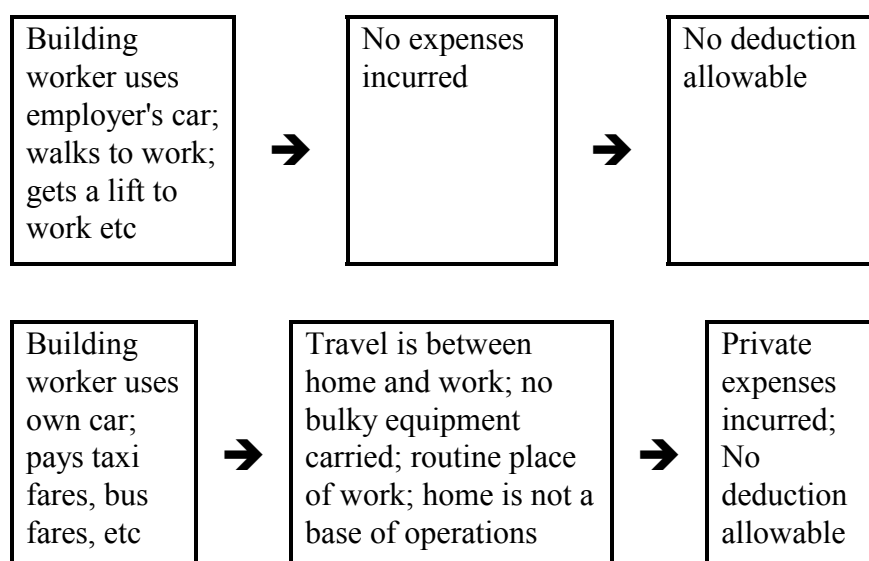 Building
worker uses
employer's car;
walks to work;
gets a lift to
work etc
No expenses
incurred
No deduction
allowable
Building
worker uses
own car;
pays taxi
fares, bus
fares, etc
Travel is between
home and work; no
bulky equipment
carried; routine place
of work; home is not a
base of operations
Private
expenses
incurred;
No
deduction
allowable